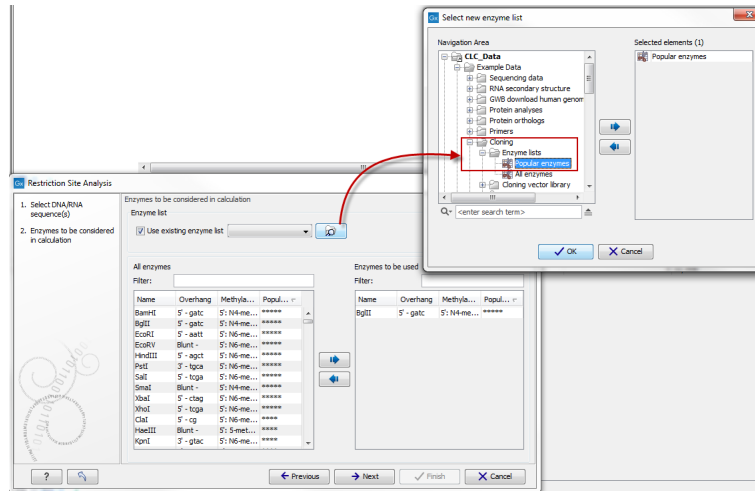 Select new enzyme list
Navigation Area
CLC_Data
Example Data
Sequencing data
RNA secondary structure
GWB download human genom
Protein analyses
Protein orthologs
Primers
Cloning
Enzyme lists
Popular enzymes
All enzymes
Cloning vector library
<enter search term>
Selected elements (1)
Popular enzymes
OK Cancel
Restriction Site Analysis
1. Select DNA/RNA
sequence(s)
2. Enzymes to be considered
in calculation
Enzymes to be considered in calculation
Enzyme list
Use existing enzyme list
All enzymes
Filter:
Name Overhang Methyla... Popul...
BamHI 5' - gatc 5': N4-me... *****
BglII 5' - gatc 5': N4-me... *****
EcoRI 5' - aatt 5': N6-me... *****
EcoRV Blunt - 5': N6-me... *****
HindIII 5' - agct 5': N6-me... *****
PstI 3' - tgca 5': N6-me... *****
SalI 5' - tcga 5': N6-me... *****
SmaI Blunt - 5': N4-me... *****
XbaI 5' - ctag 5': N6-me... *****
XhoI 5' - tcga 5': N6-me... *****
ClaI 5' - cg 5': N6-me... ****
HaeIII Blunt - 5': 5-met... ****
KpnI 3' - gtac 5': N6-me... ****
Enzymes to be used
Filter:
Name Overhang Methyla... Popul...
BglII 5' - gatc 5': N4-me... *****
? Previous Next Finish Cancel